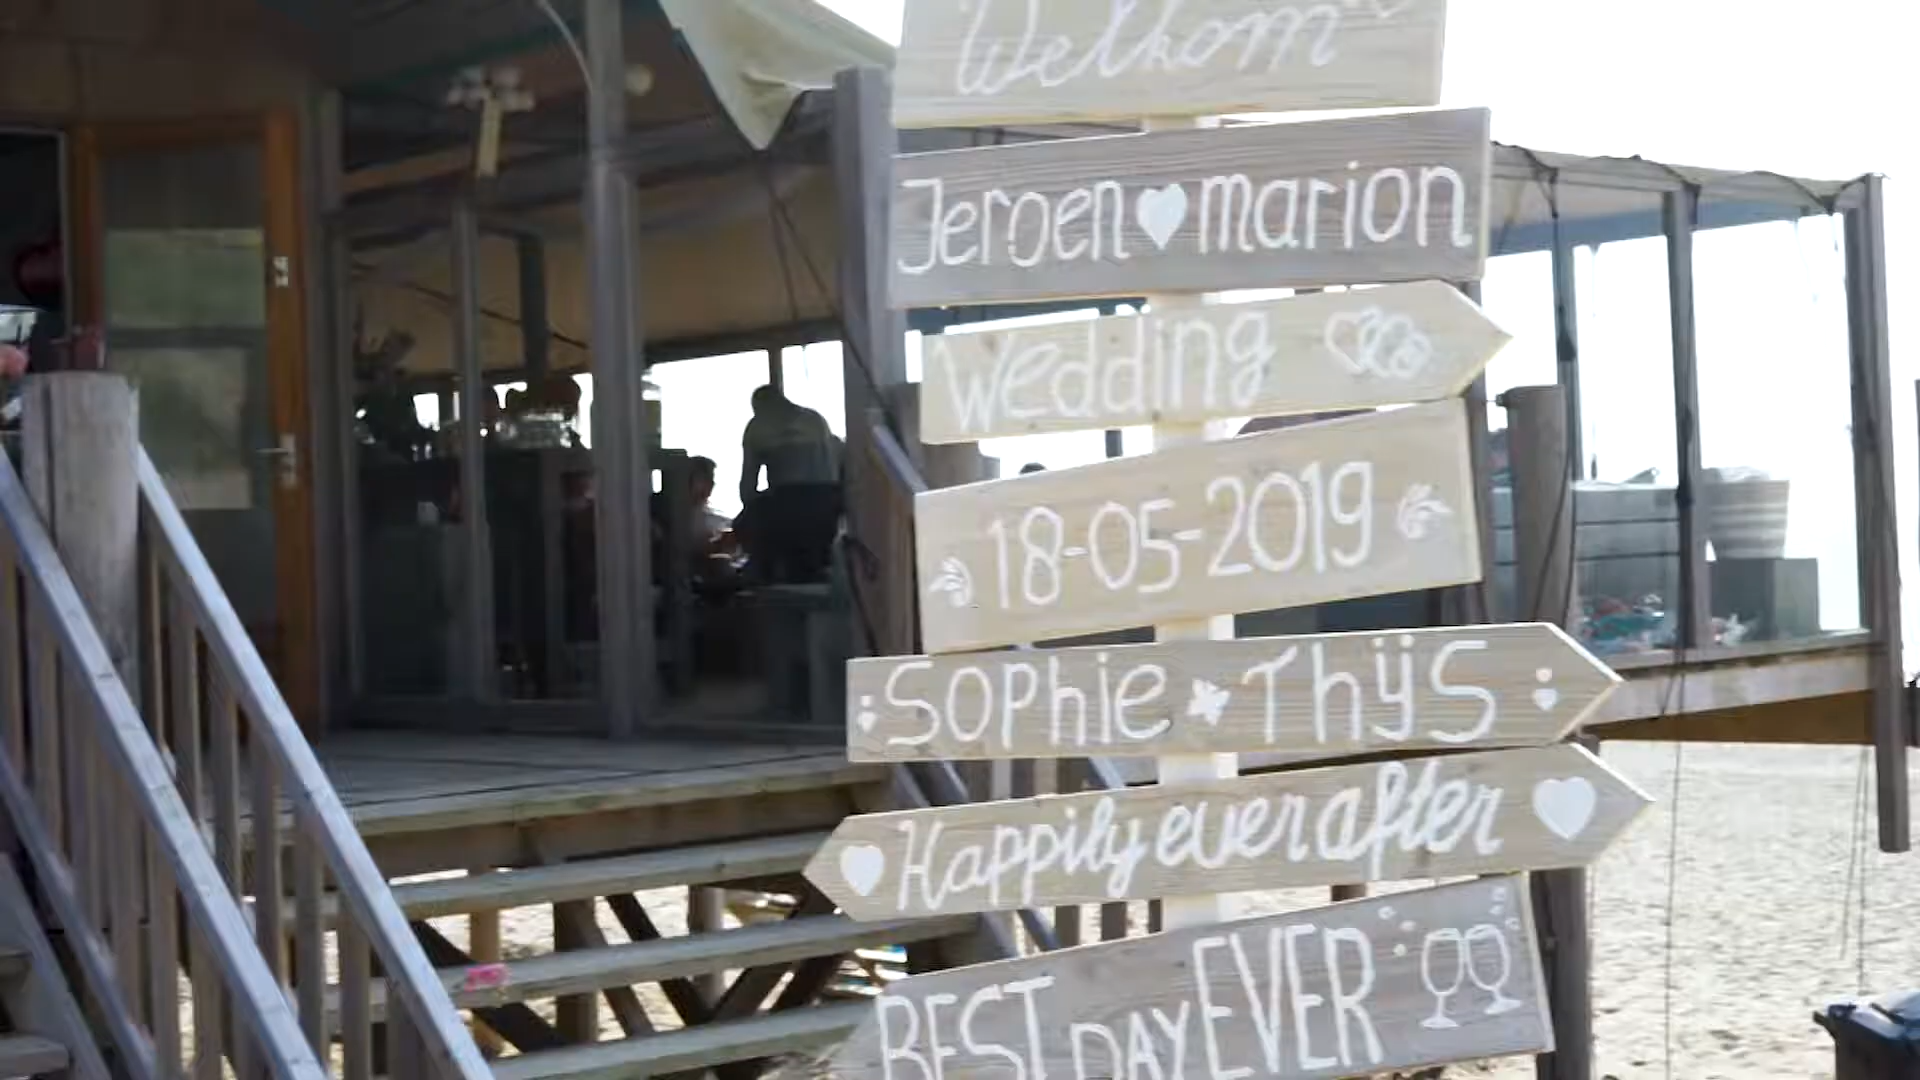 Welkom
Jeroen marion
Wedding
18-05-2019
SOPhie ThijS
Happily ever after
BEST DAY EVER